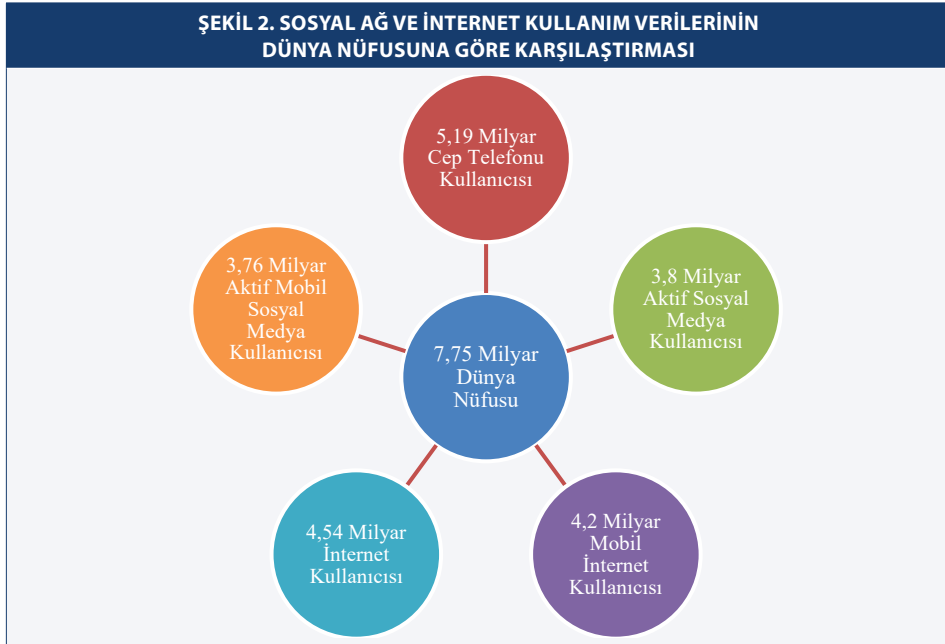 ŞEKİL 2. SOSYAL AĞ VE İNTERNET KULLANIM VERİLERİNİN
DÜNYA NÜFUSUNA GÖRE KARŞILAŞTIRMASI
5,19 Milyar
Cep Telefonu
Kullanıcısı
3,76 Milyar
Aktif Mobil
Sosyal
Medya
Kullanıcısı
3,8 Milyar
Aktif Sosyal
Medya
Kullanıcısı
7,75 Milyar
Dünya
Nüfusu
4,54 Milyar
İnternet
Kullanıcısı
4,2 Milyar
Mobil
İnternet
Kullanıcısı